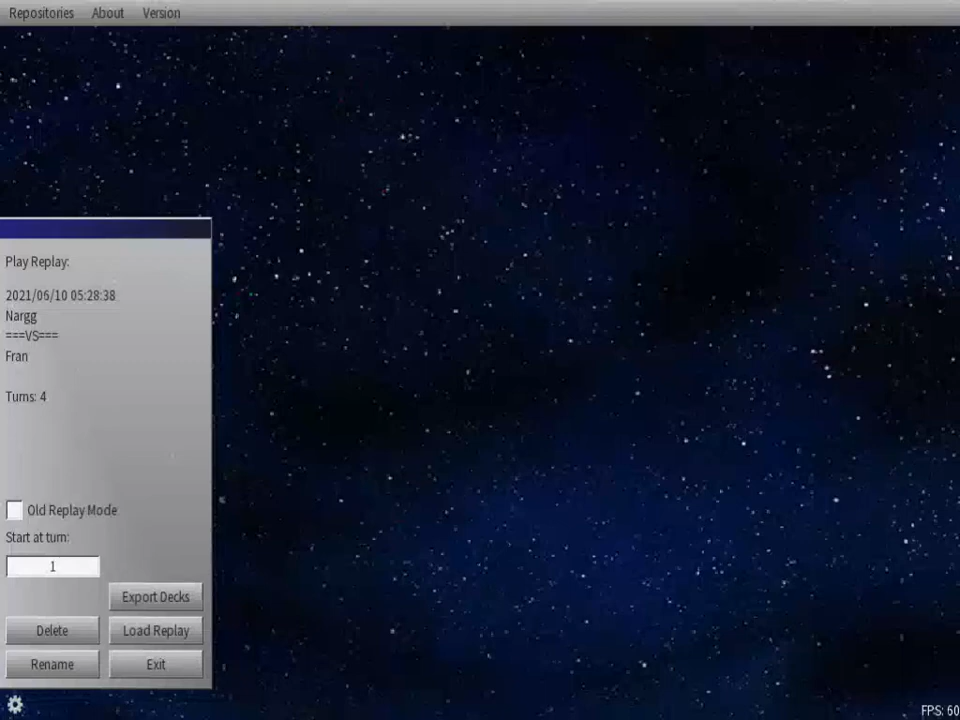 Repositories About Version
Play Replay:
2021/06/10 05:28:38
Nargg
===VS===
Fran
Turns: 4
Old Replay Mode
Start at turn:
1
Export Decks
Delete Load Replay
Rename Exit
FPS: 60